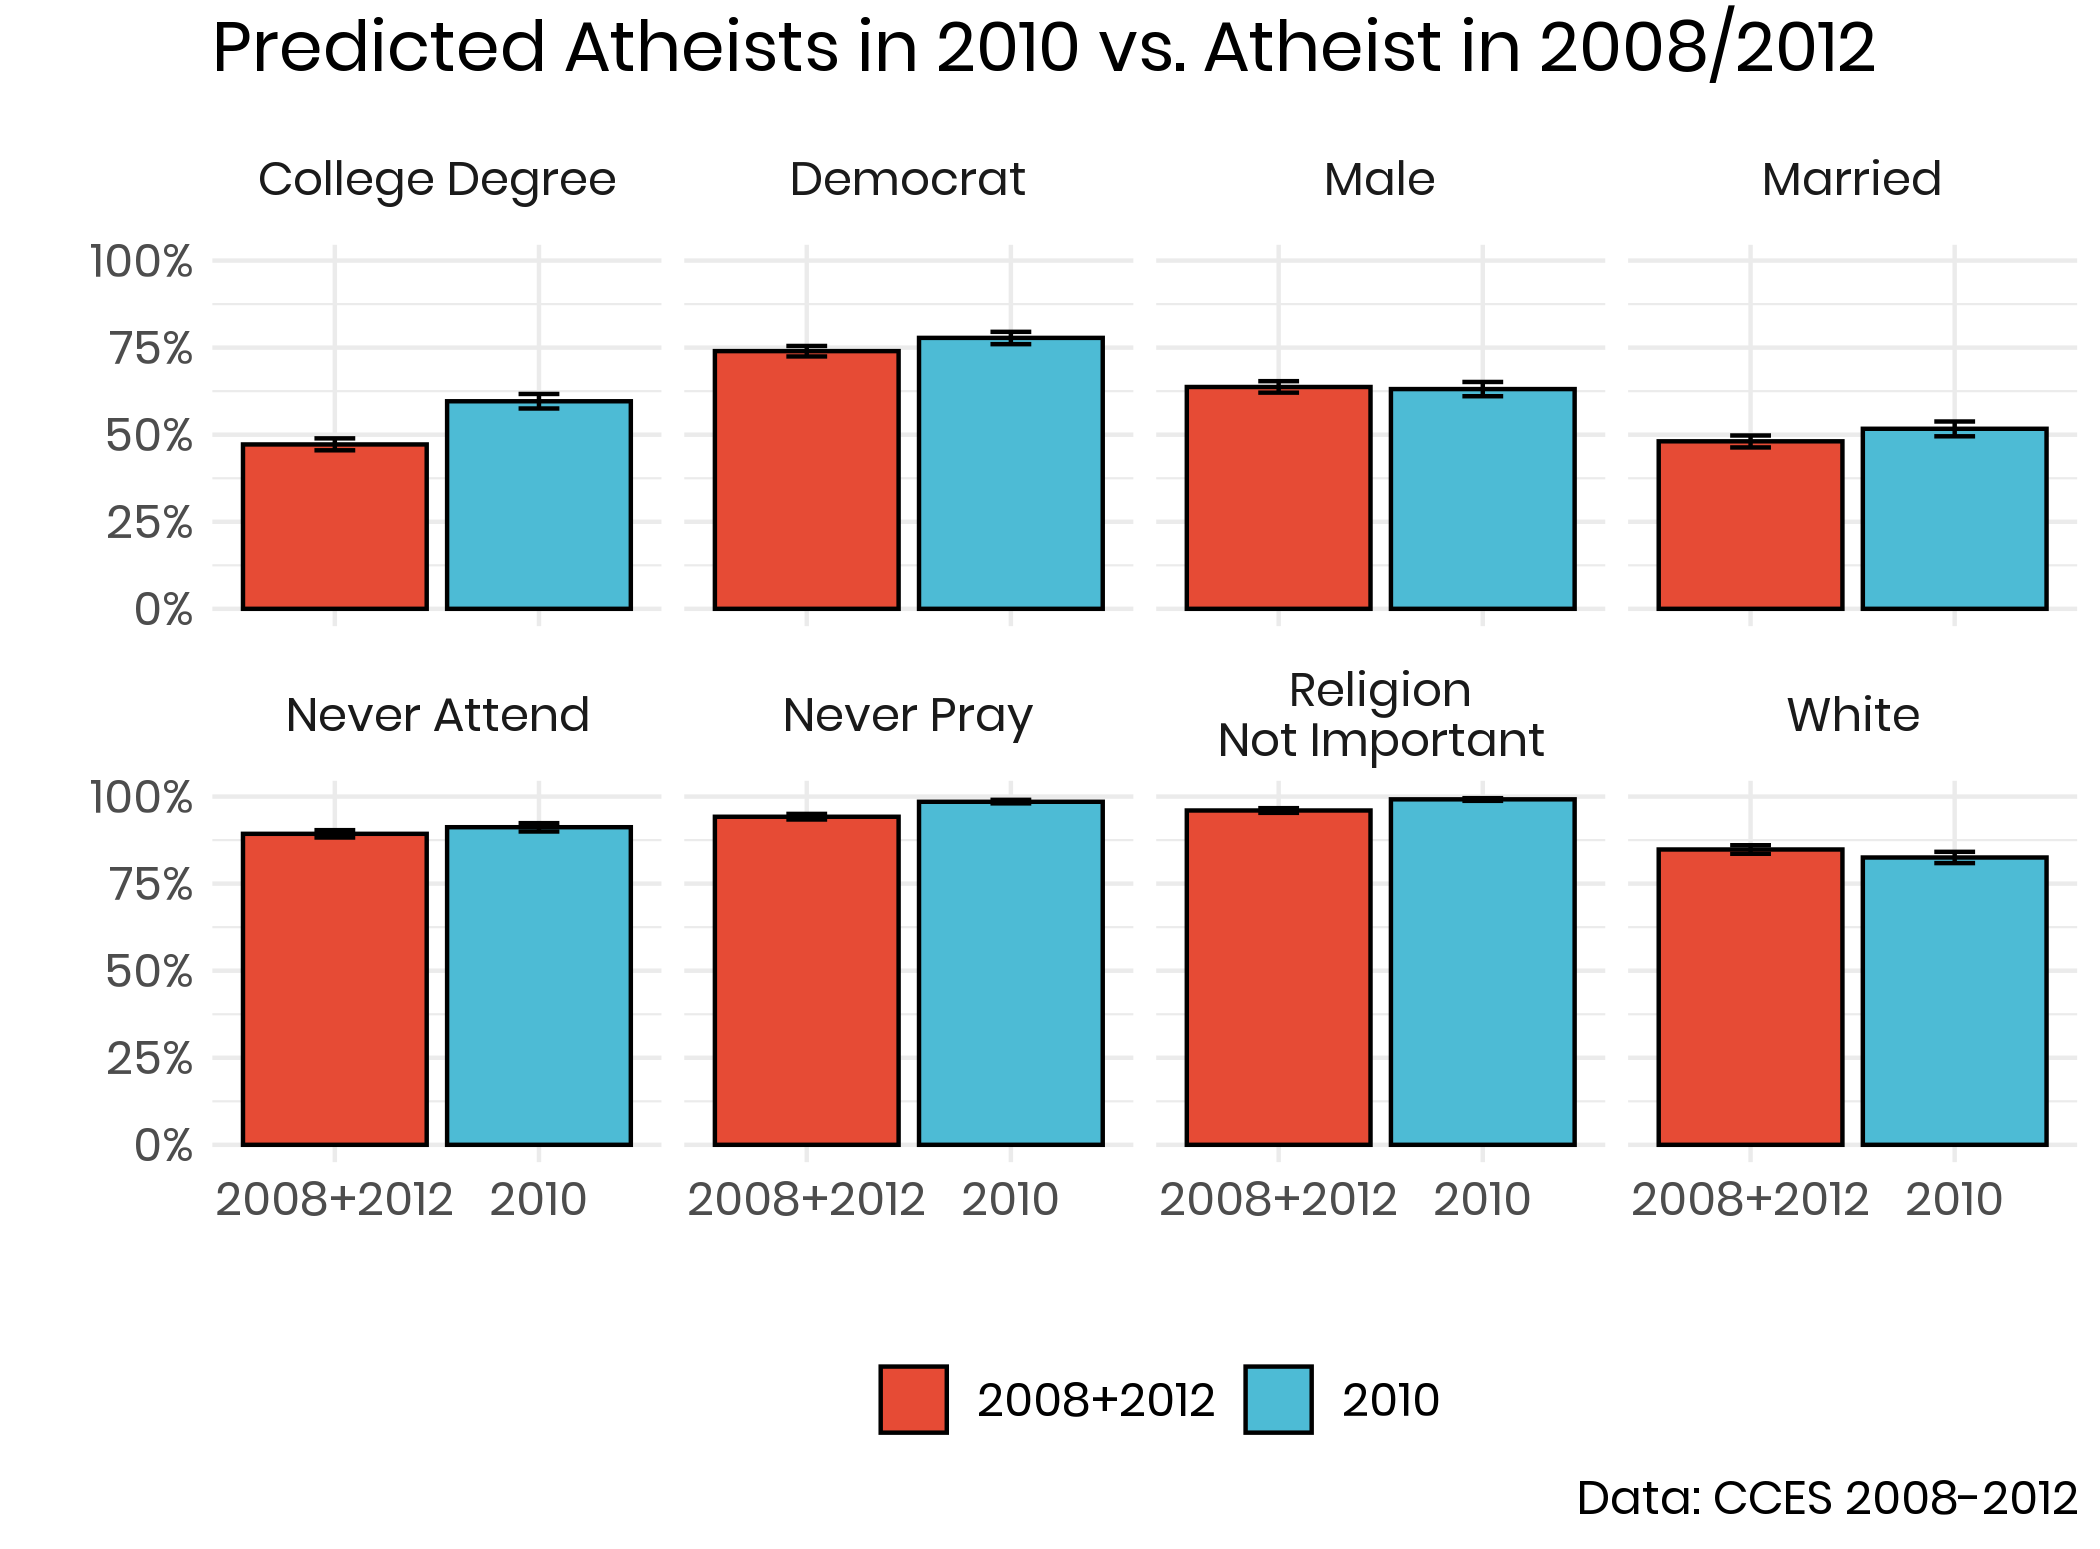 Predicted Atheists in 2010 vs. Atheist in 2008/2012
College Degree
Democrat
Male
Married
100%
75%
50%
25%
0%
Never Attend
Never Pray
Religion
Not Important
White
100%
75%
50%
25%
0%
2008+2012 2010
2008+2012 2010
2008+2012 2010
2008+2012 2010
2008+2012
2010
Data: CCES 2008-2012